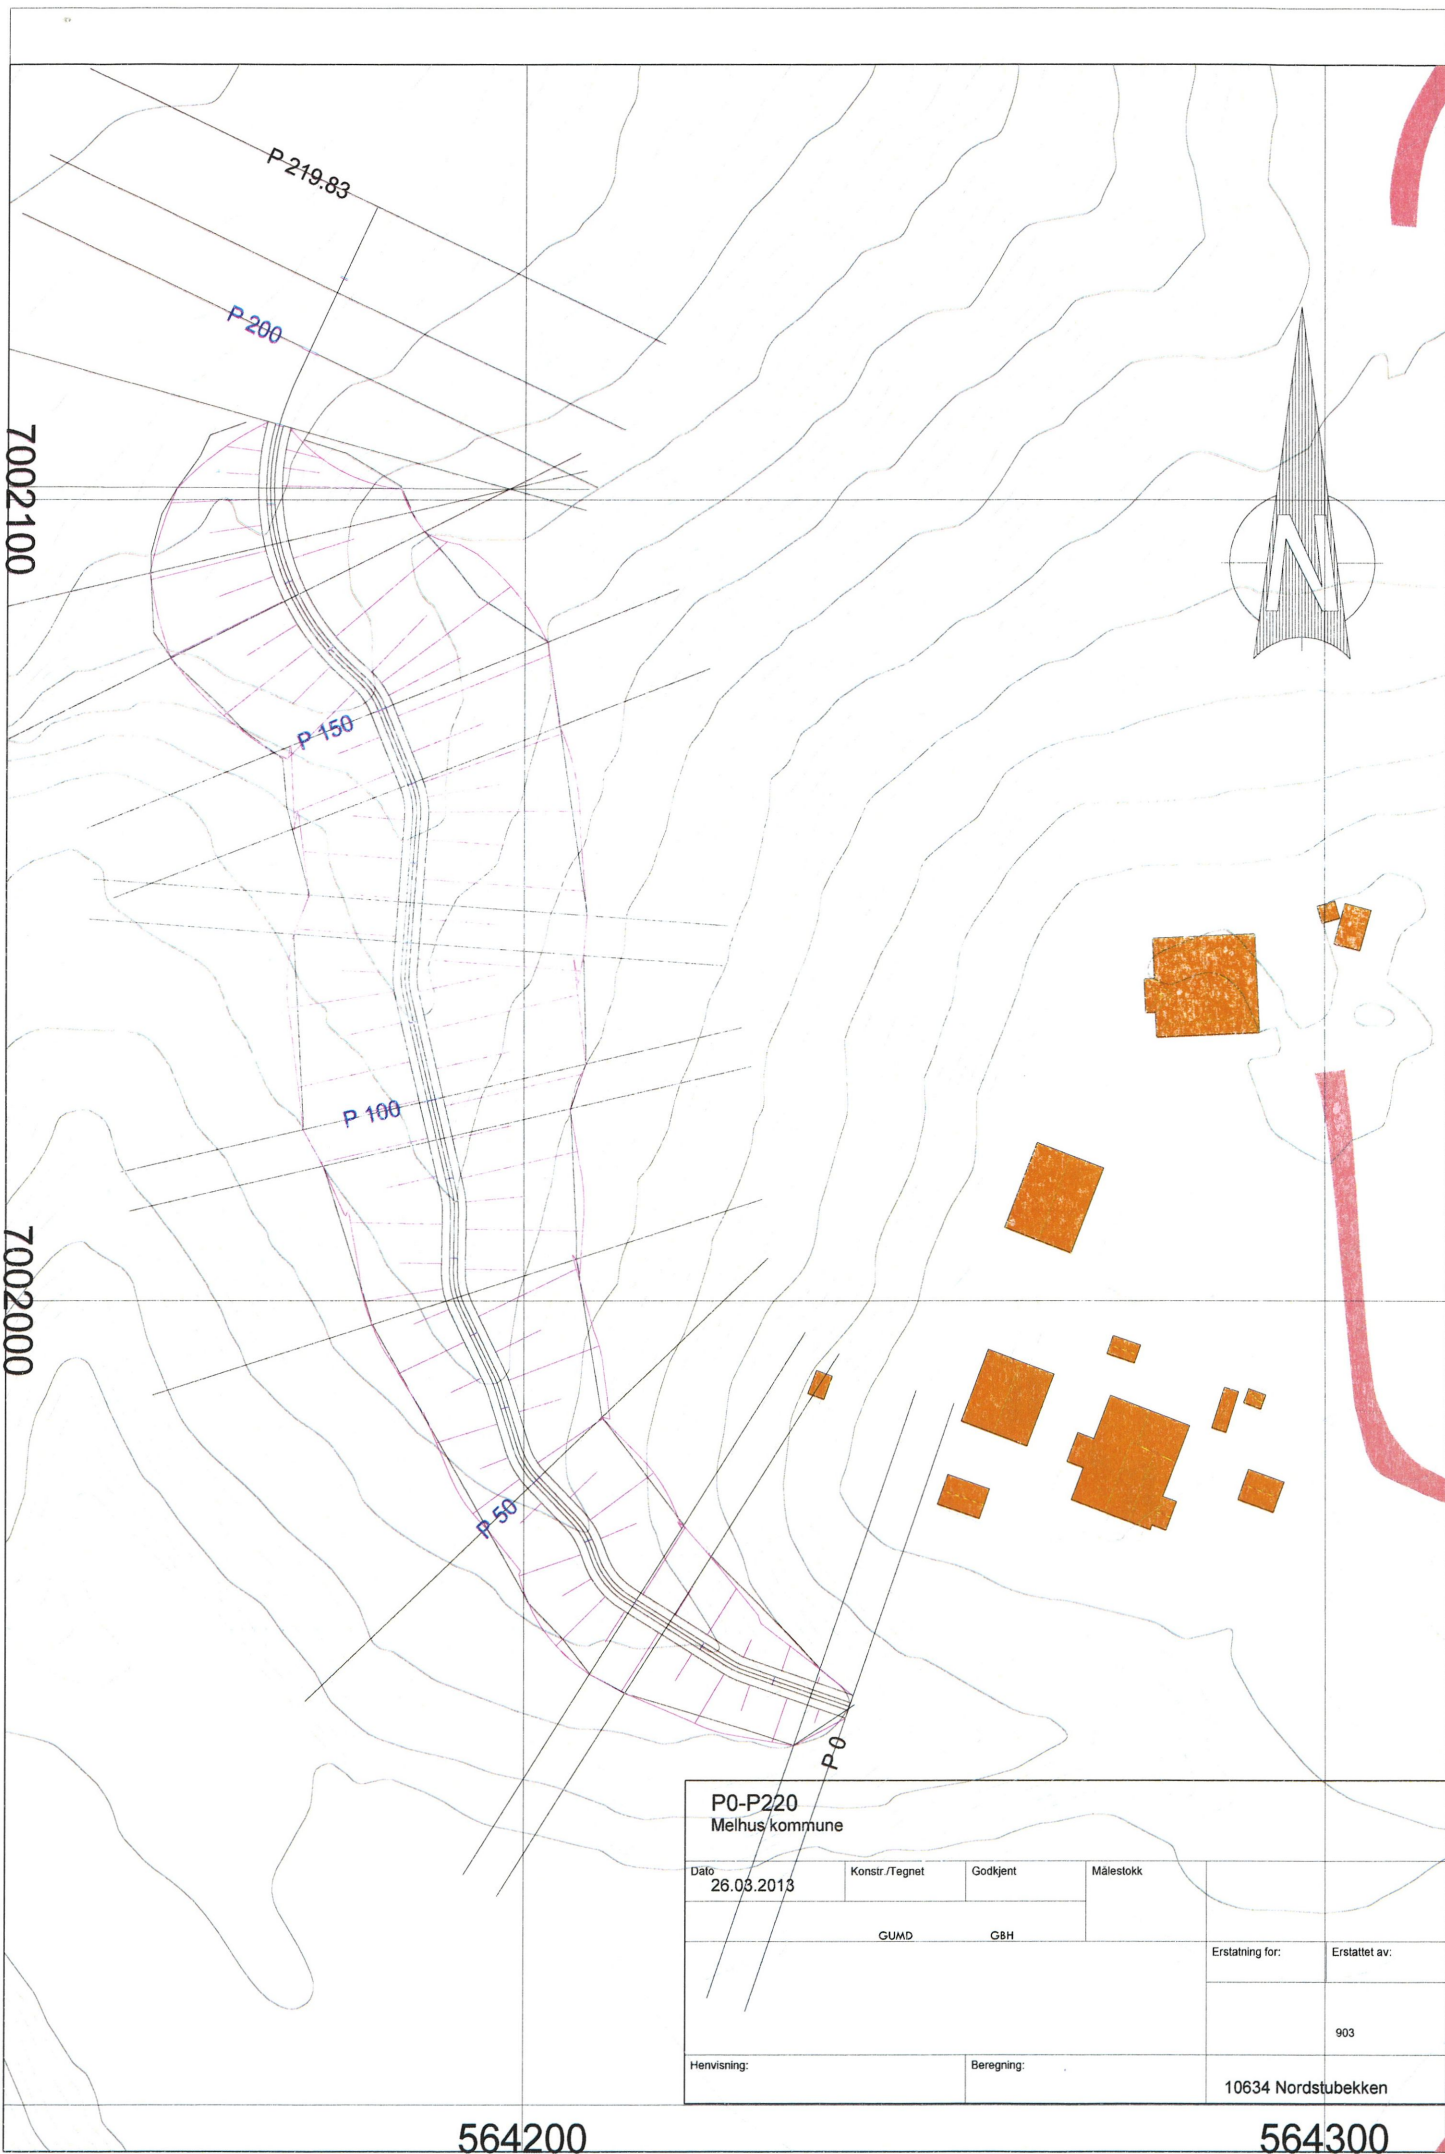 P 219.83
P 200
7002100
N
P 150
P 100
7002000
P 50
P 0
P0-P220
Melhus kommune
Dato
26.03.2013
Konstr./Tegnet
Godkjent
Målestokk
GUMD
GBH
Erstatning for:
Erstattet av:
903
Henvisning:
Beregning:
10634 Nordstubekken
564200
564300